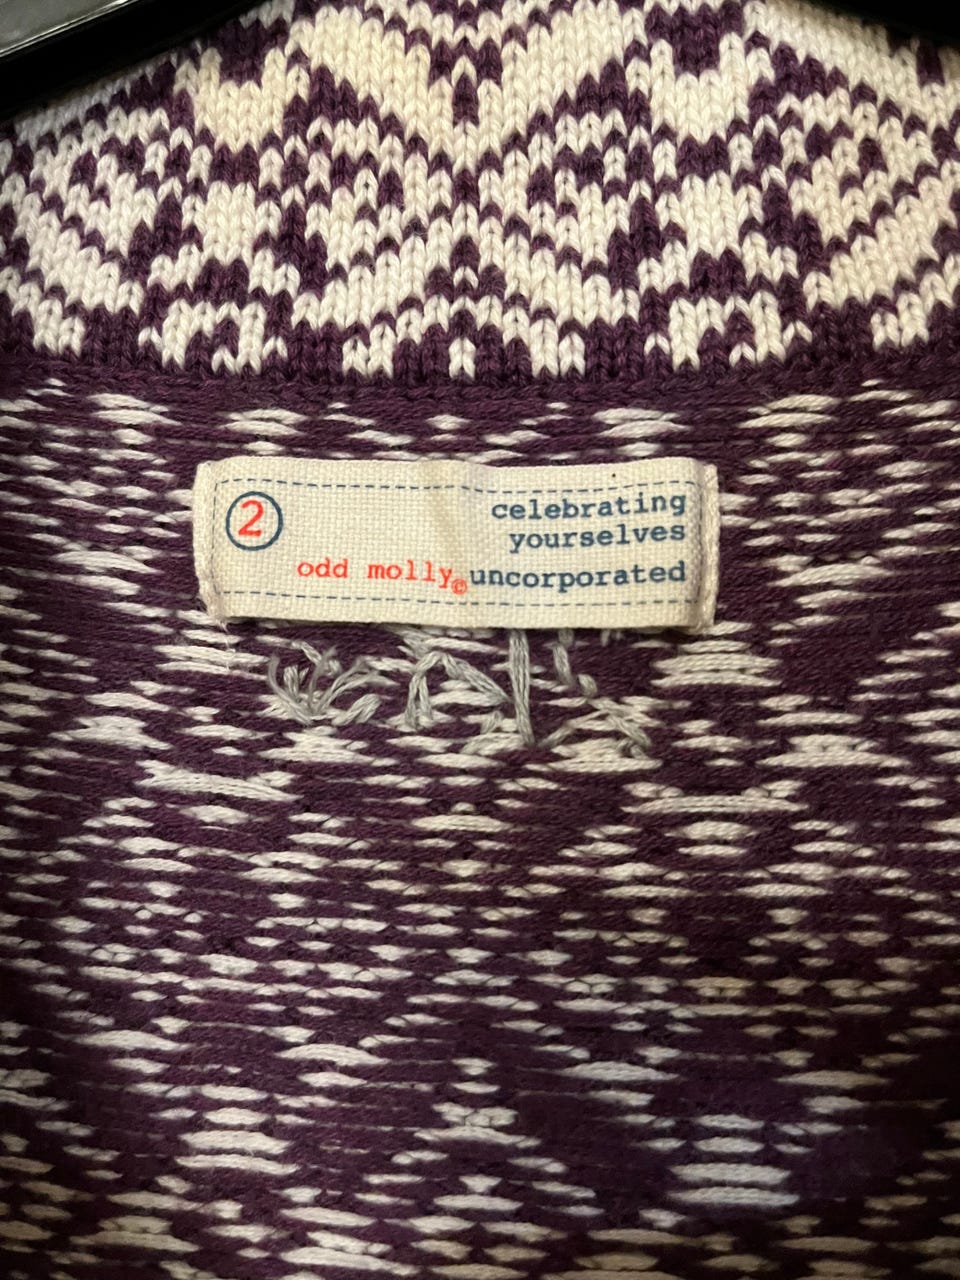 2
celebrating
yourselves
odd molly© uncorporated